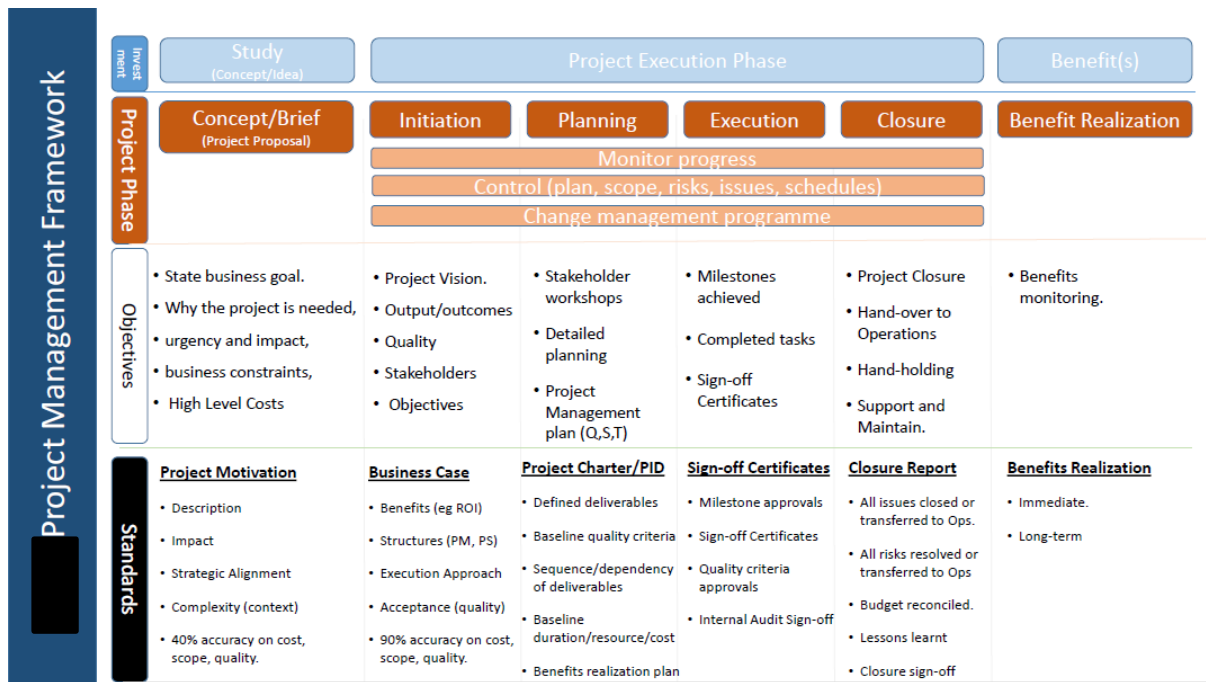 Project Management Framework
Invest
ment
Study
(Concept/Idea)
Project Execution Phase
Benefit(s)
Project Phase
Concept/Brief
(Project Proposal)
Initiation
Planning
Execution
Closure
Benefit Realization
Monitor progress
Control (plan, scope, risks, issues, schedules)
Change management programme
Objectives
• State business goal.
• Why the project is needed,
• urgency and impact,
• business constraints,
• High Level Costs
• Project Vision.
• Output/outcomes
• Quality
• Stakeholders
• Objectives
• Stakeholder
workshops
• Detailed
planning
• Project
Management
plan (Q,S,T)
• Milestones
achieved
• Completed tasks
• Sign-off
Certificates
• Project Closure
• Hand-over to
Operations
• Hand-holding
• Support and
Maintain.
• Benefits
monitoring.
Standards
Project Motivation
• Description
• Impact
• Strategic Alignment
• Complexity (context)
• 40% accuracy on cost,
scope, quality.
Business Case
• Benefits (eg ROI)
• Structures (PM, PS)
• Execution Approach
• Acceptance (quality)
• 90% accuracy on cost,
scope, quality.
Project Charter/PID
• Defined deliverables
• Baseline quality criteria
• Sequence/dependency
of deliverables
• Baseline
duration/resource/cost
• Benefits realization plan
Sign-off Certificates
• Milestone approvals
• Sign-off Certificates
• Quality criteria
approvals
• Internal Audit Sign-off
Closure Report
• All issues closed or
transferred to Ops.
• All risks resolved or
transferred to Ops
• Budget reconciled.
• Lessons learnt
• Closure sign-off
Benefits Realization
• Immediate.
• Long-term